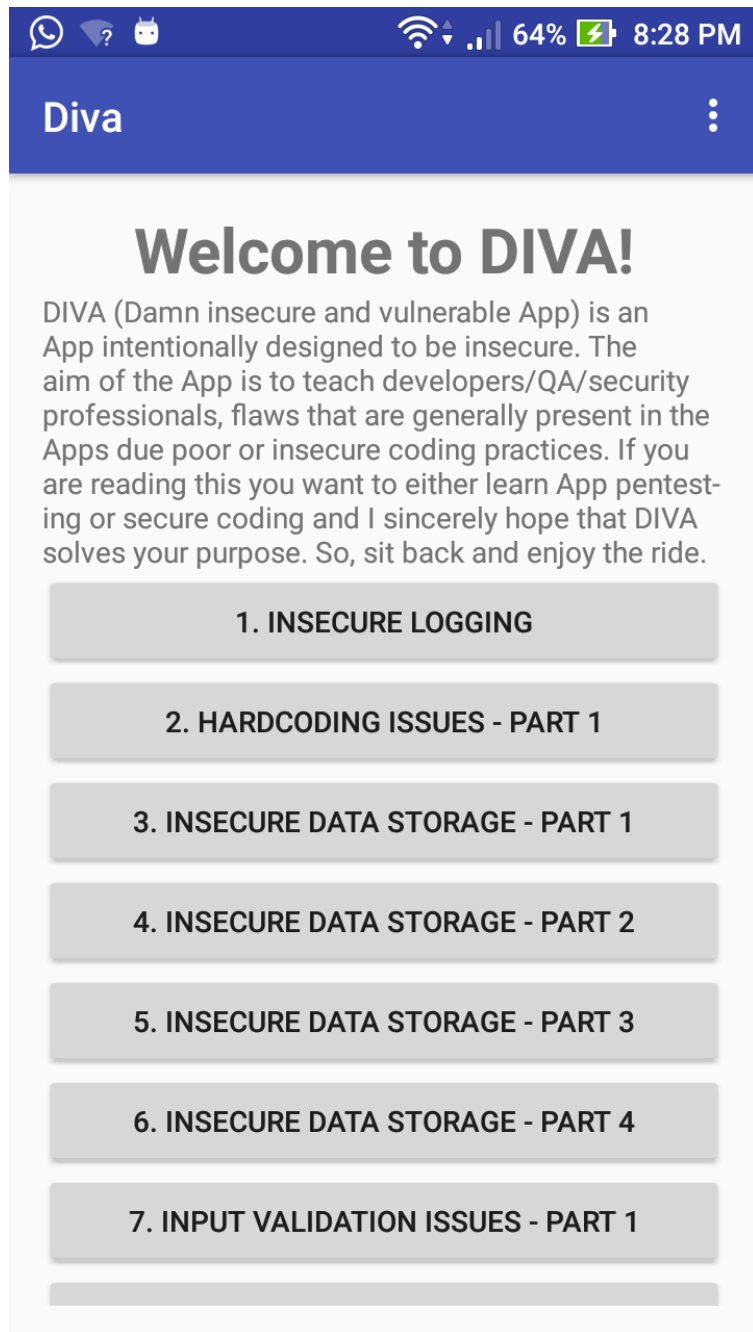 64% 8:28 PM
Diva
Welcome to DIVA!
DIVA (Damn insecure and vulnerable App) is an
App intentionally designed to be insecure. The
aim of the App is to teach developers/QA/security
professionals, flaws that are generally present in the
Apps due poor or insecure coding practices. If you
are reading this you want to either learn App pentest-
ing or secure coding and I sincerely hope that DIVA
solves your purpose. So, sit back and enjoy the ride.
1. INSECURE LOGGING
2. HARDCODING ISSUES - PART 1
3. INSECURE DATA STORAGE - PART 1
4. INSECURE DATA STORAGE - PART 2
5. INSECURE DATA STORAGE - PART 3
6. INSECURE DATA STORAGE - PART 4
7. INPUT VALIDATION ISSUES - PART 1